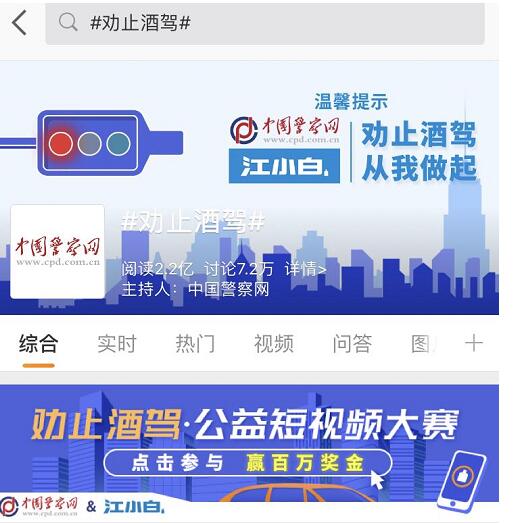 #劝止酒驾#
温馨提示
中国警察网
www.cpd.com.cn
江小白
劝止酒驾
从我做起
中国警察网
www.cpd.com.cn
#劝止酒驾#
阅读2.2亿 讨论7.2万 详情>
主持人：中国警察网
综合 实时 热门 视频 问答 图 +
劝止酒驾·公益短视频大赛
点击参与 赢百万奖金
中国警察网 & 江小白
www.cpd.com.cn